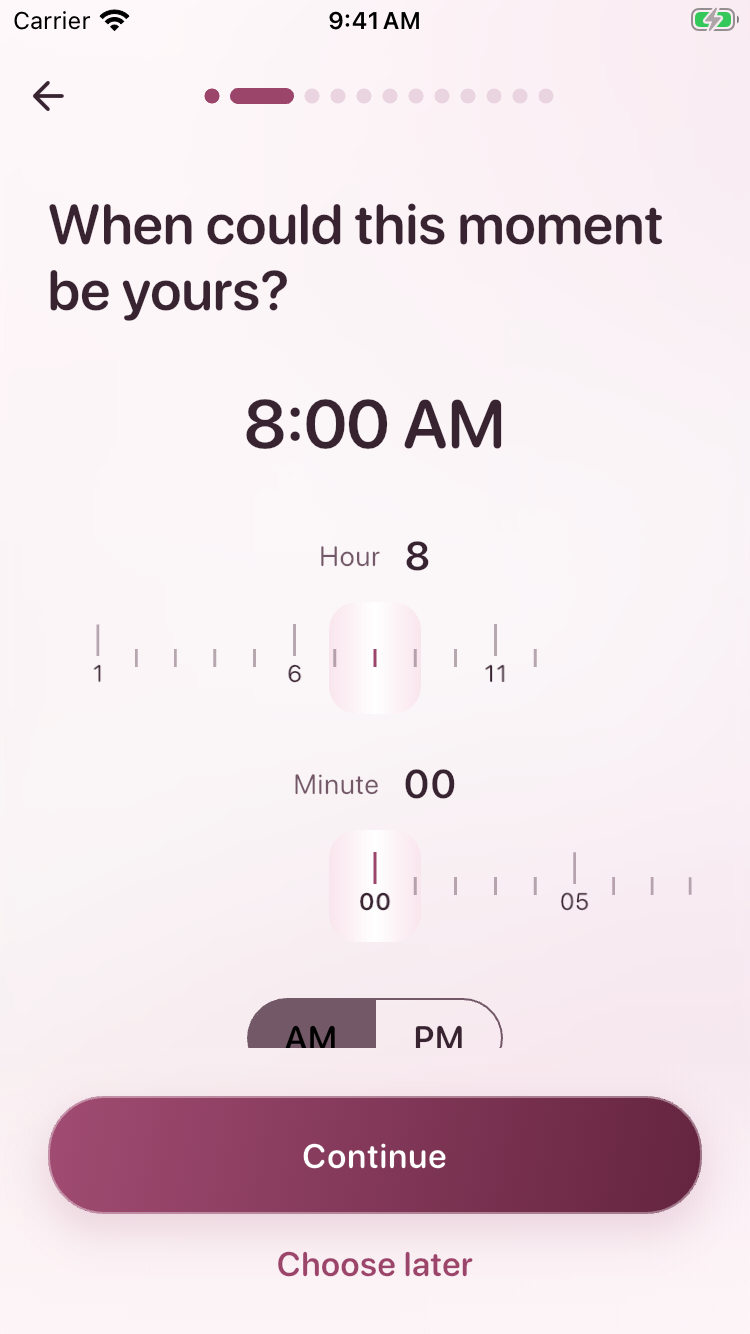 Carrier 9:41 AM
When could this moment
be yours?
8:00 AM
Hour 8
1 6 11
Minute 00
00 05
AM PM
Continue
Choose later